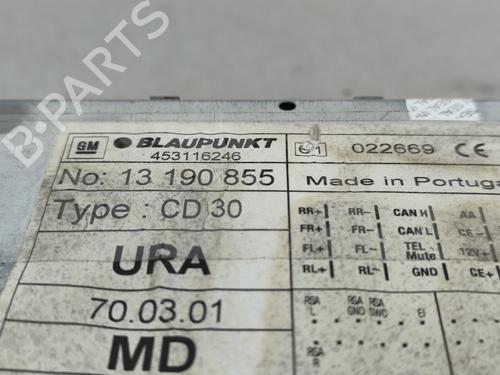 B-PARTS
GM BLAUPUNKT
453116246
No: 13 190 855
Type : CD 30
URA
70.03.01
MD
e1 022669 CE
Made in Portuga
RR+ RR- CAN H AA
FR+ FR- CAN L CE-
FL+ FL- TEL- Mute 12V+
RL+ RL- GND CE+
RSA L RSA GND RSA SWC EJ
RSA R